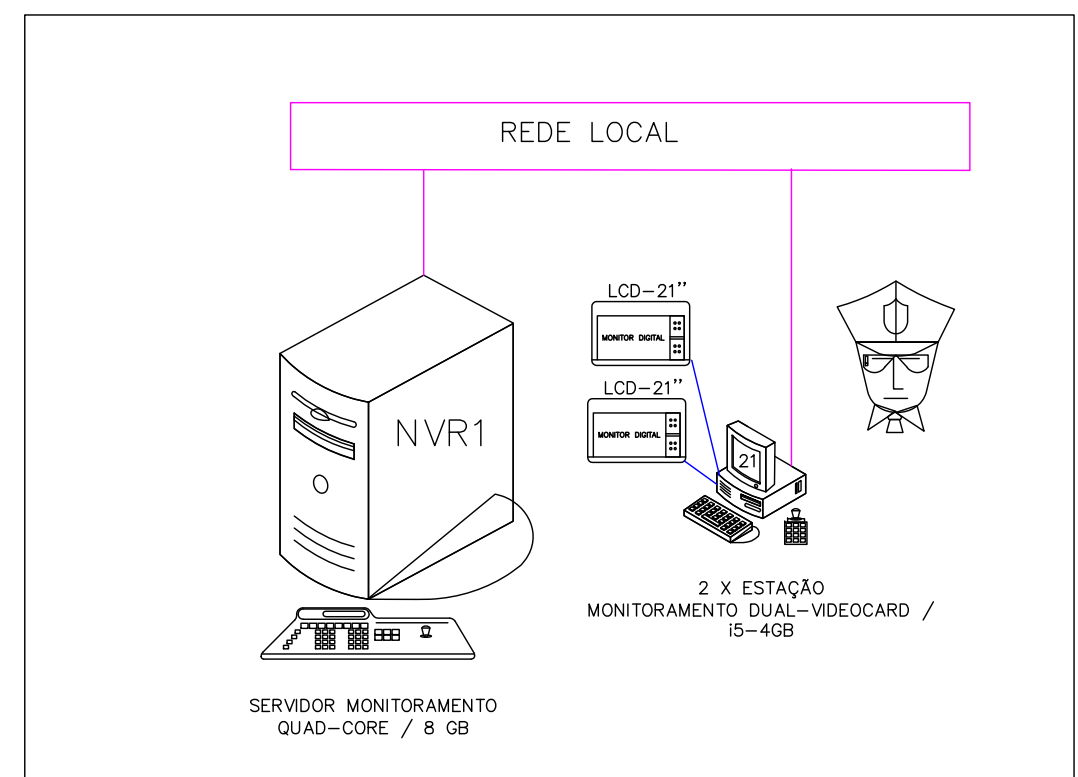 REDE LOCAL
LCD-21"
MONITOR DIGITAL
LCD-21"
MONITOR DIGITAL
NVR1
21
2 X ESTAÇÃO
MONITORAMENTO DUAL-VIDEOCARD /
i5-4GB
SERVIDOR MONITORAMENTO
QUAD-CORE / 8 GB